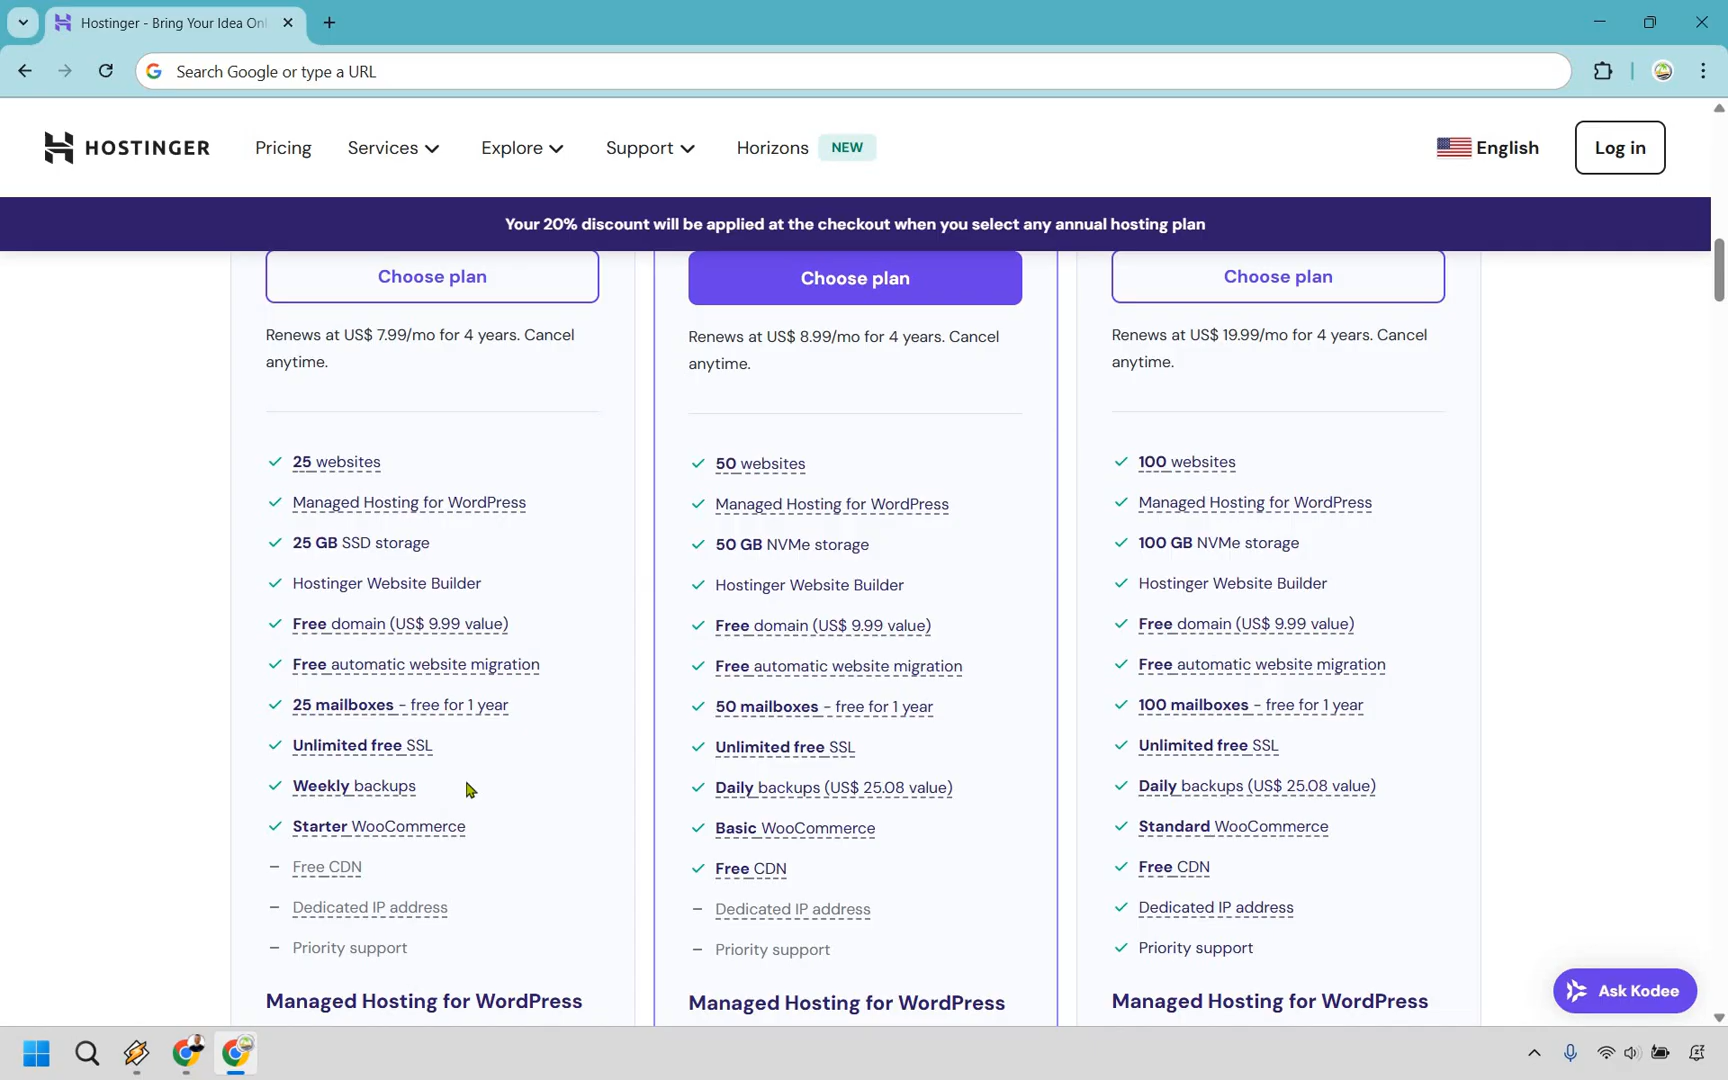 Hostinger - Bring Your Idea Onl
Search Google or type a URL
HOSTINGER
Pricing
Services
Explore
Support
Horizons
NEW
English
Log in
Your 20% discount will be applied at the checkout when you select any annual hosting plan
Choose plan
Renews at US$ 7.99/mo for 4 years. Cancel
anytime.
25 websites
Managed Hosting for WordPress
25 GB SSD storage
Hostinger Website Builder
Free domain (US$ 9.99 value)
Free automatic website migration
25 mailboxes - free for 1 year
Unlimited free SSL
Weekly backups
Starter WooCommerce
Free CDN
Dedicated IP address
Priority support
Managed Hosting for WordPress
Choose plan
Renews at US$ 8.99/mo for 4 years. Cancel
anytime.
50 websites
Managed Hosting for WordPress
50 GB NVMe storage
Hostinger Website Builder
Free domain (US$ 9.99 value)
Free automatic website migration
50 mailboxes - free for 1 year
Unlimited free SSL
Daily backups (US$ 25.08 value)
Basic WooCommerce
Free CDN
Dedicated IP address
Priority support
Managed Hosting for WordPress
Choose plan
Renews at US$ 19.99/mo for 4 years. Cancel
anytime.
100 websites
Managed Hosting for WordPress
100 GB NVMe storage
Hostinger Website Builder
Free domain (US$ 9.99 value)
Free automatic website migration
100 mailboxes - free for 1 year
Unlimited free SSL
Daily backups (US$ 25.08 value)
Standard WooCommerce
Free CDN
Dedicated IP address
Priority support
Managed Hosting for WordPress
Ask Kodee